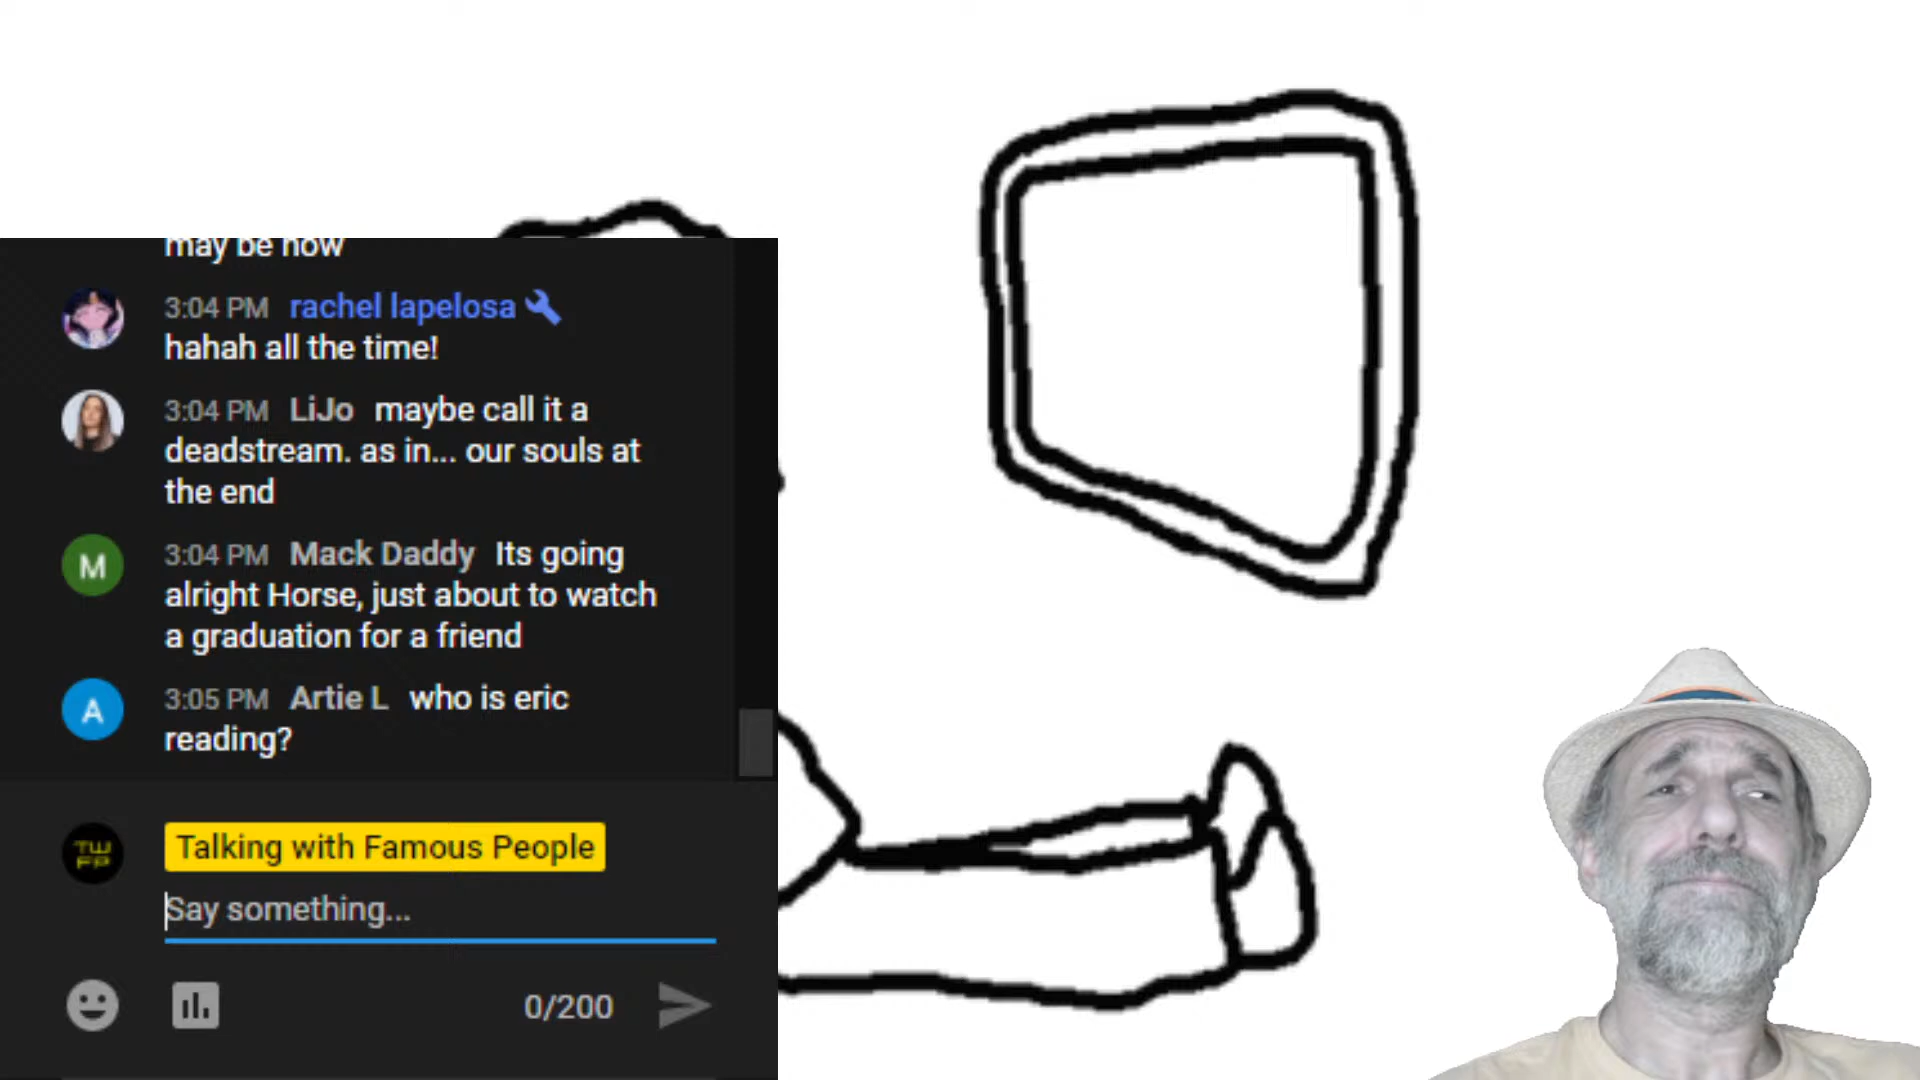 may be now
3:04 PM rachel lapelosa
hahah all the time!
3:04 PM LiJo maybe call it a
deadstream. as in... our souls at
the end
M
3:04 PM Mack Daddy Its going
alright Horse, just about to watch
a graduation for a friend
A
3:05 PM Artie L who is eric
reading?
TW
FP
Talking with Famous People
Say something...
0/200